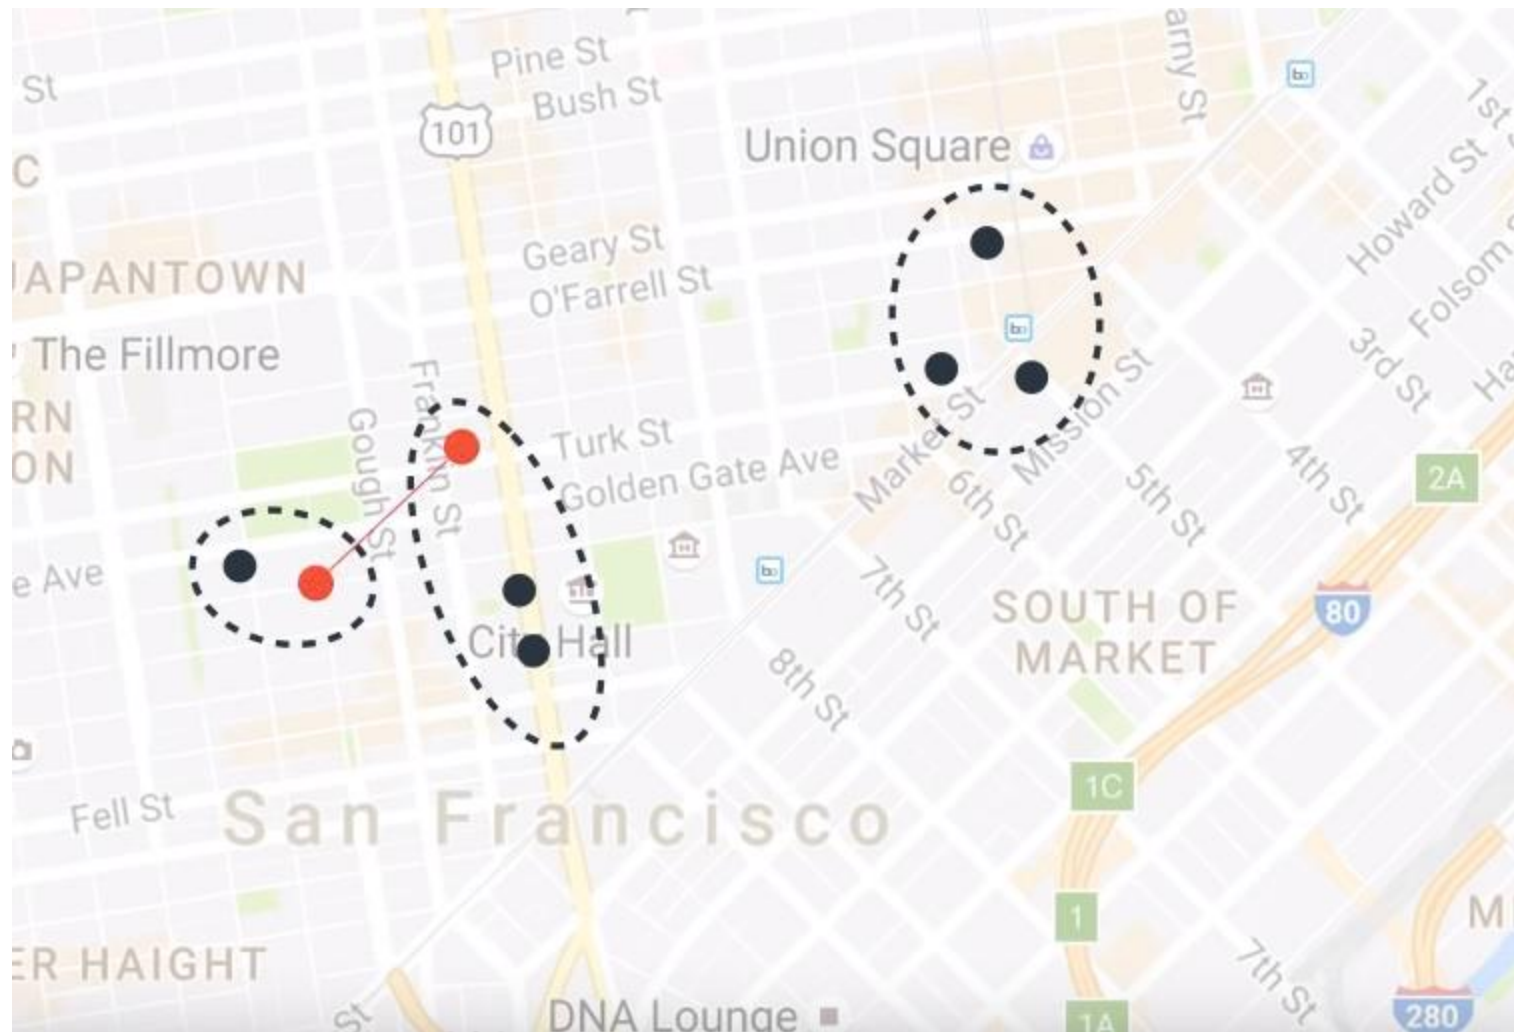 St
Pine St
Bush St
101
arny St
1st
Union Square
Howard St
C
Geary St
O'Farrell St
JAPANTOWN
Folsom
The Fillmore
3rd St
Franklin St
Gough St
RN
ON
Turk St
Golden Gate Ave
Market St
Mission St
6th St
5th St
4th St
2A
e Ave
7th St
SOUTH OF
MARKET
80
City Hall
8th St
1C
Fell St
San Francisco
1
M
ER HAIGHT
7th St
St
DNA Lounge
1A
280